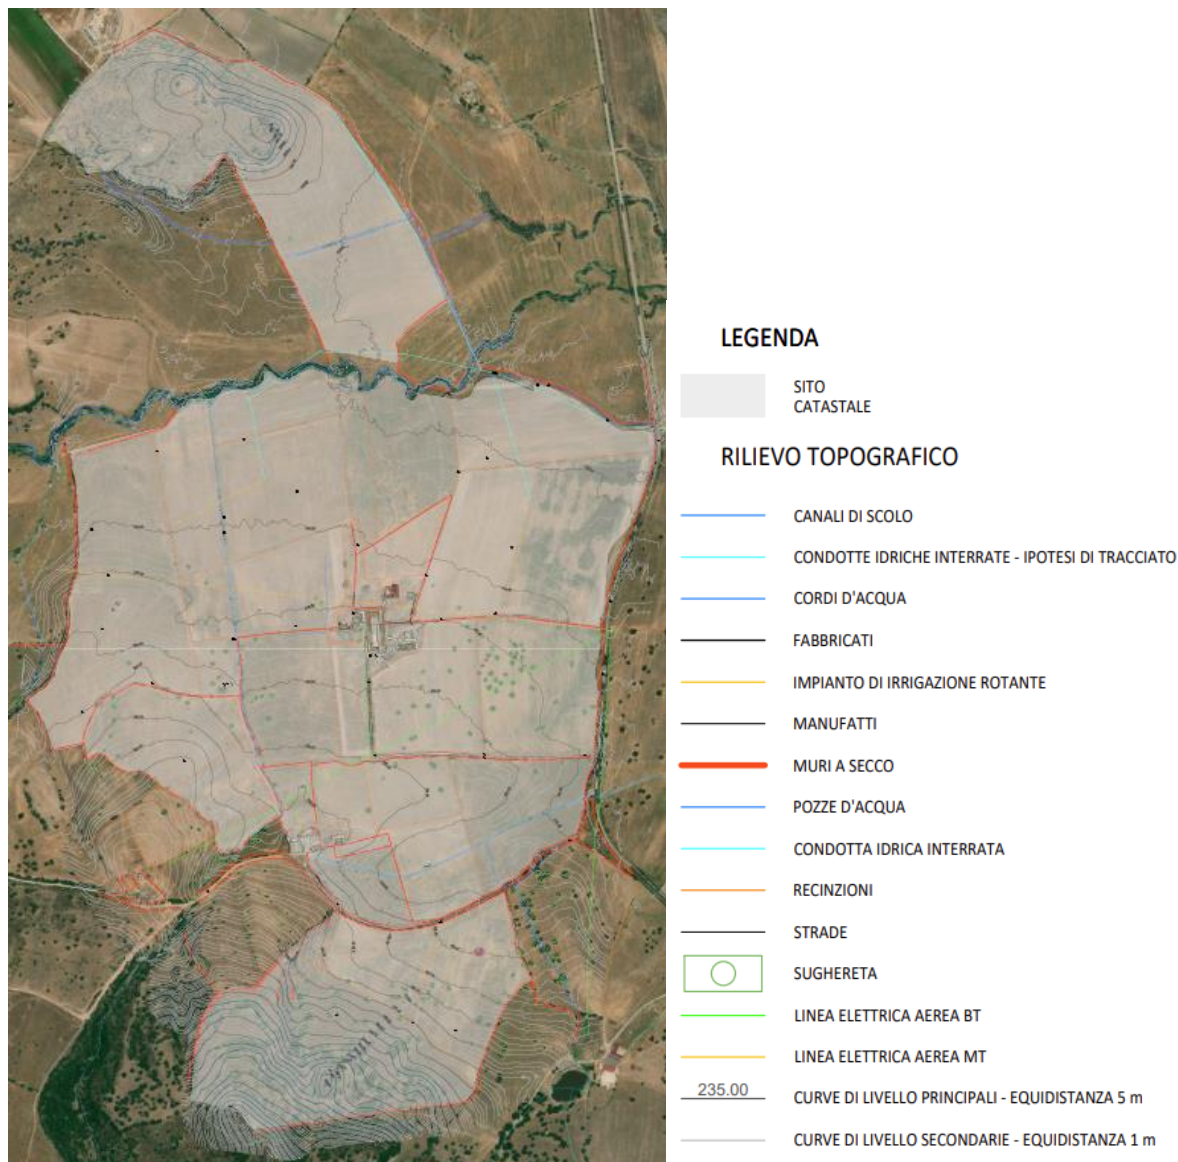 LEGENDA
SITO
CATASTALE
RILIEVO TOPOGRAFICO
CANALI DI SCOLO
CONDOTTE IDRICHE INTERRATE - IPOTESI DI TRACCIATO
CORDI D'ACQUA
FABBRICATI
IMPIANTO DI IRRIGAZIONE ROTANTE
MANUFATTI
MURI A SECCO
POZZE D'ACQUA
CONDOTTA IDRICA INTERRATA
RECINZIONI
STRADE
SUGHERETA
LINEA ELETTRICA AEREA BT
LINEA ELETTRICA AEREA MT
235.00 CURVE DI LIVELLO PRINCIPALI - EQUIDISTANZA 5 m
CURVE DI LIVELLO SECONDARIE - EQUIDISTANZA 1 m